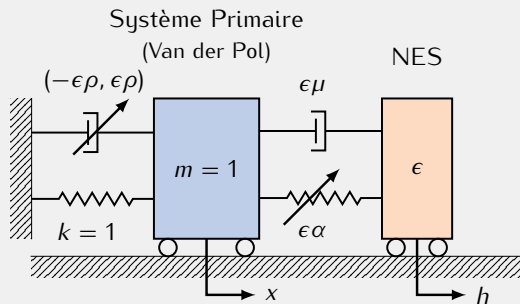 Système Primaire
(Van der Pol)
NES
(−ϵρ, ϵρ)
ϵμ
m = 1
ϵ
k = 1
ϵα
x
h